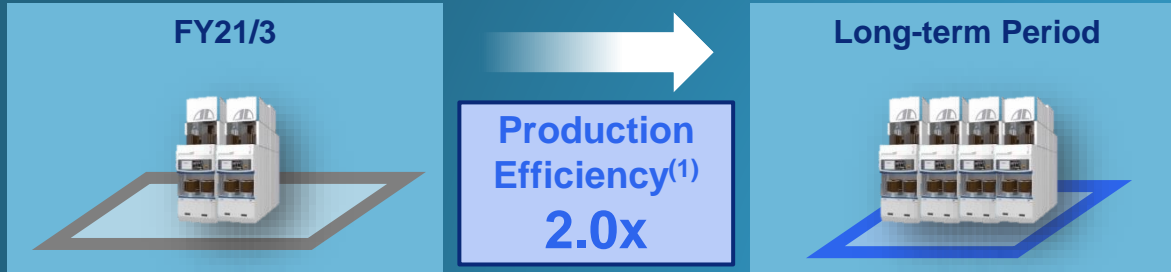 FY21/3
Production
Efficiency(1)
2.0x
Long-term Period